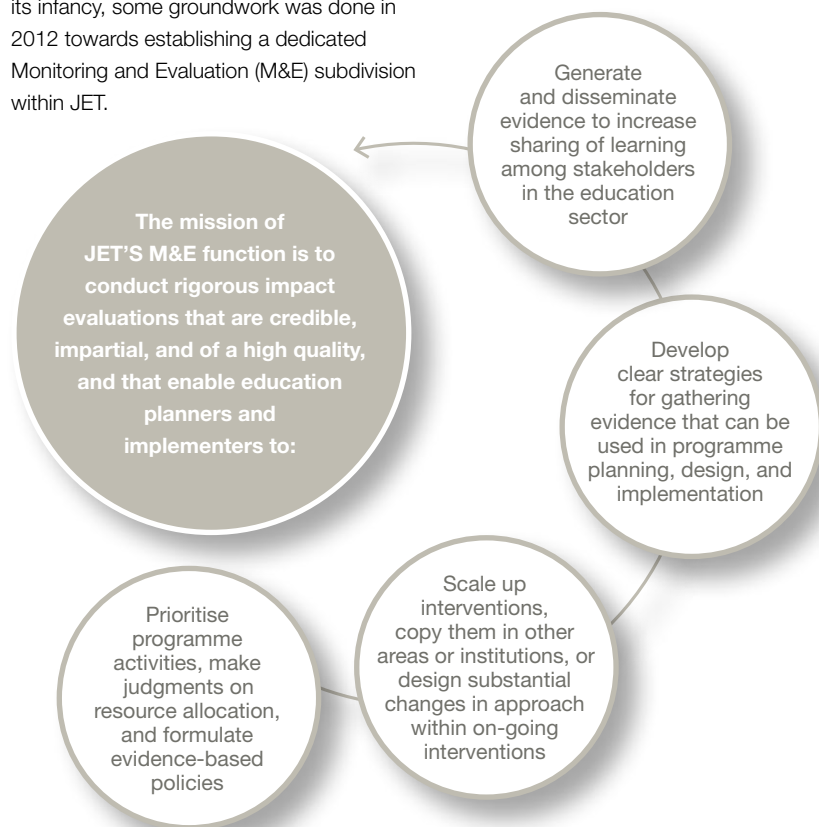 its infancy, some groundwork was done in
2012 towards establishing a dedicated
Monitoring and Evaluation (M&E) subdivision
within JET.
The mission of
JET'S M&E function is to
conduct rigorous impact
evaluations that are credible,
impartial, and of a high quality,
and that enable education
planners and
implementers to:
Generate
and disseminate
evidence to increase
sharing of learning
among stakeholders
in the education
sector
Develop
clear strategies
for gathering
evidence that can be
used in programme
planning, design, and
implementation
Scale up
interventions,
copy them in other
areas or institutions, or
design substantial
changes in approach
within on-going
interventions
Prioritise
programme
activities, make
judgments on
resource allocation,
and formulate
evidence-based
policies